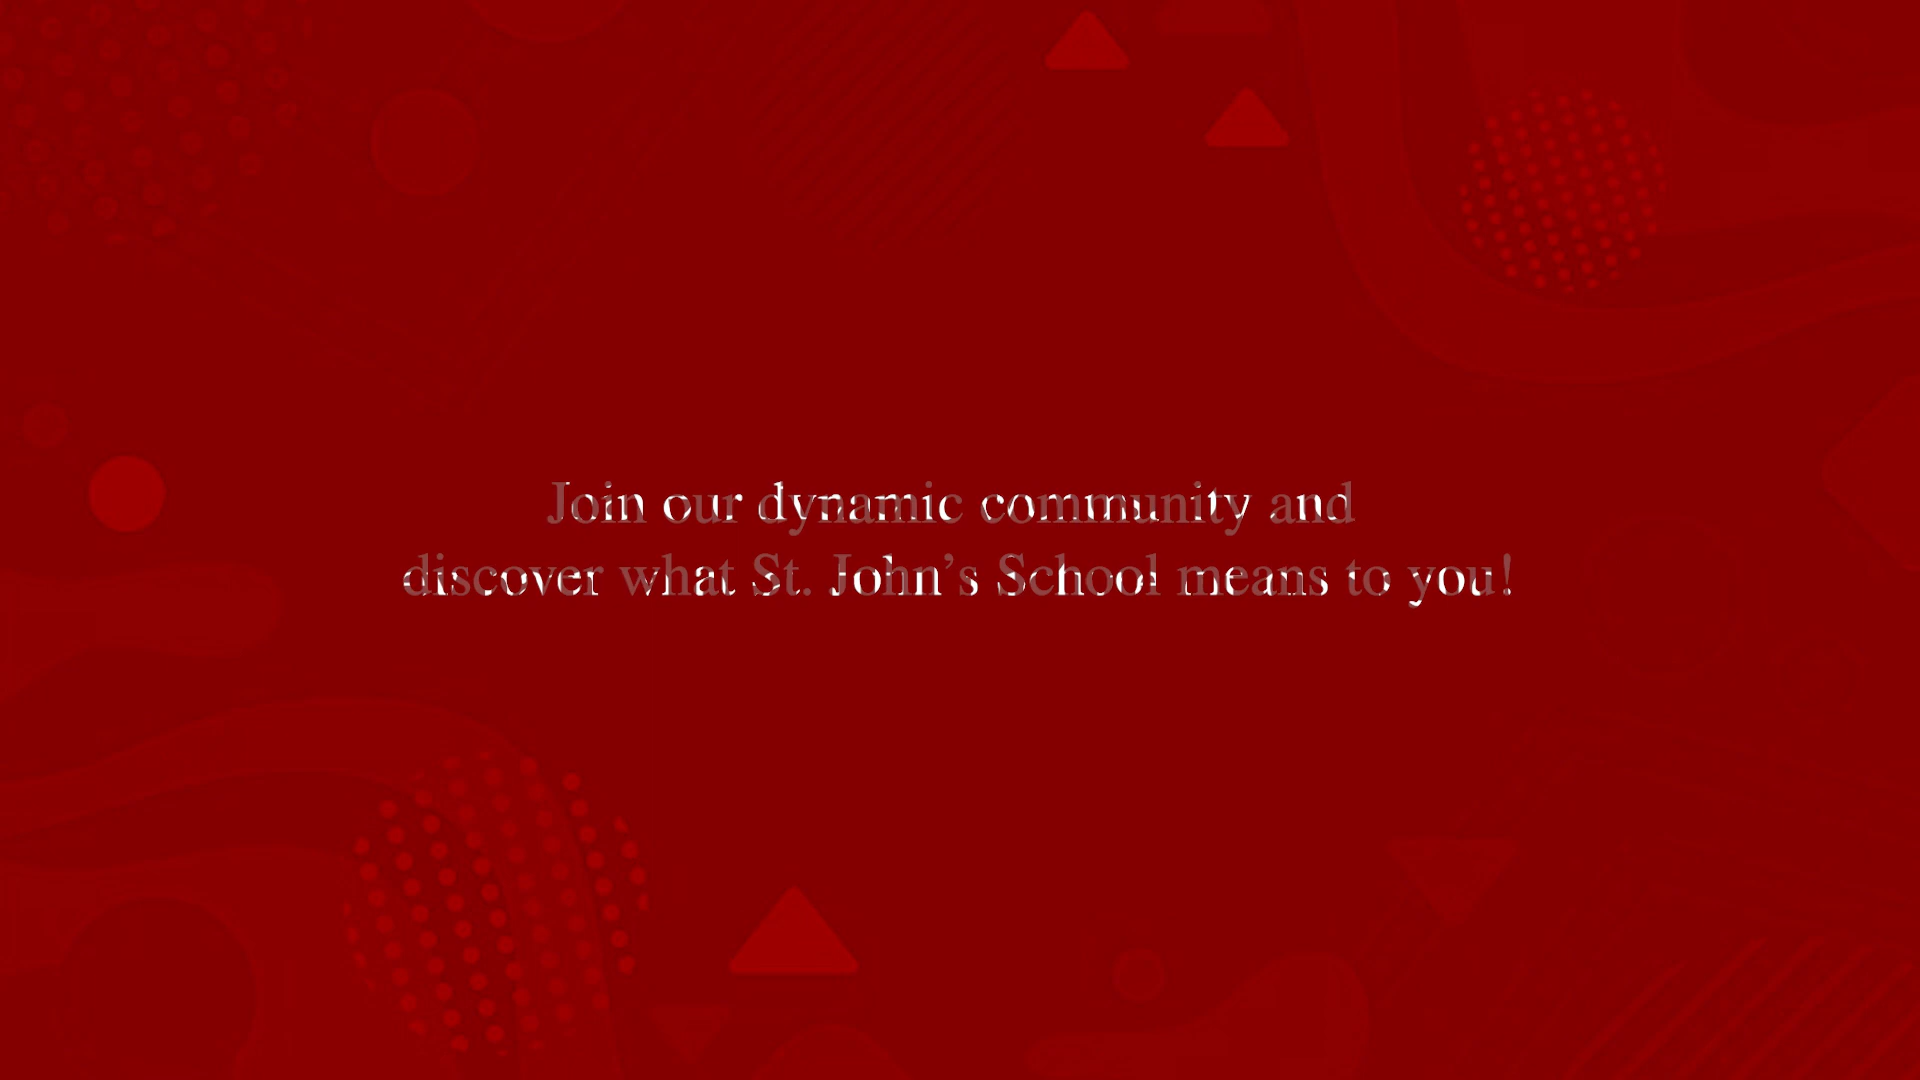 Join our dynamic community and
discover what St. John’s School means to you!